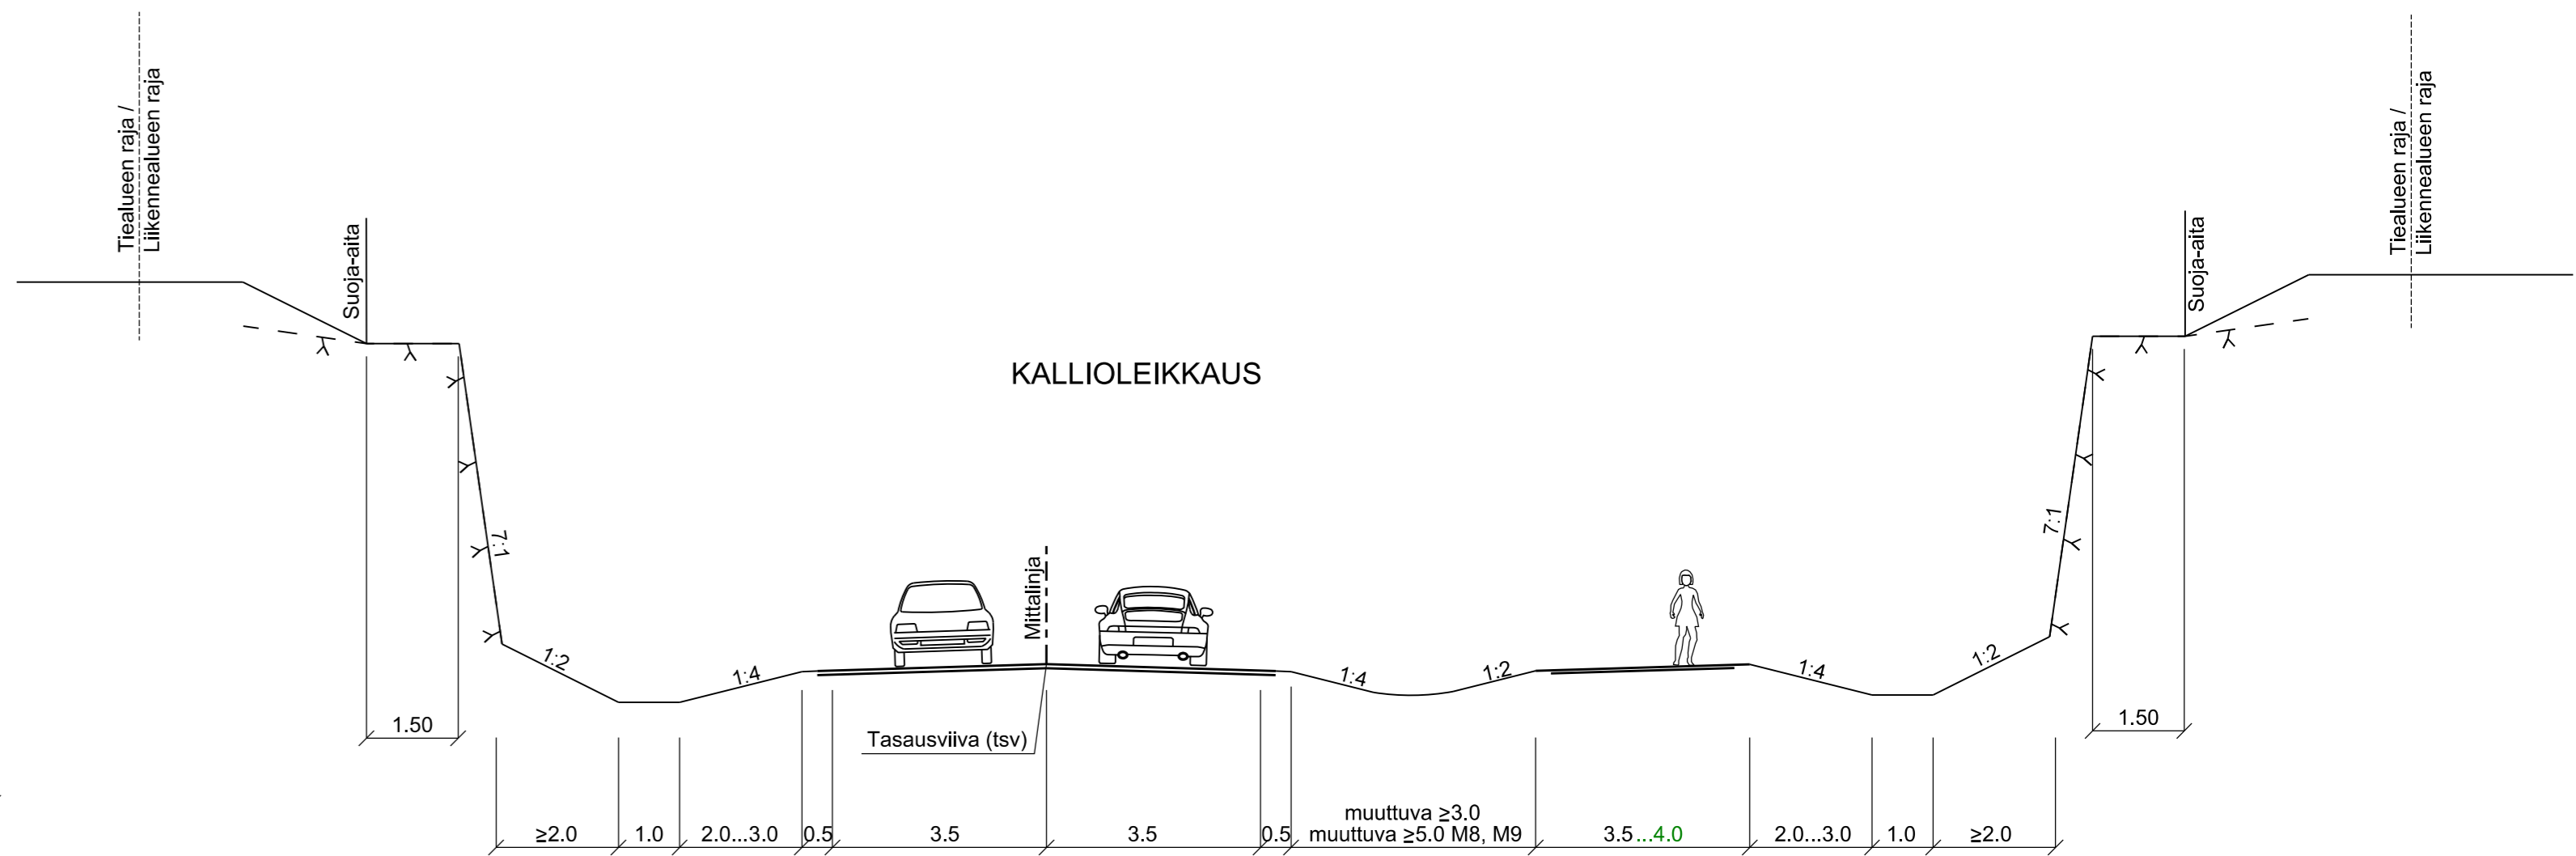 Tiealueen raja /
Liikennealueen raja
Suoja-aita
KALLIOLEIKKAUS
Tiealueen raja /
Liikennealueen raja
Suoja-aita
7:1
1:2
1:4
Mittalinja
1:4
1:2
1:4
1:2
7:1
1.50
Tasausviiva (tsv)
1.50
muuttuva ≥3.0
≥2.0 1.0 2.0...3.0 0.5 3.5 3.5 0.5 muuttuva ≥5.0 M8, M9 3.5...4.0 2.0...3.0 1.0 ≥2.0